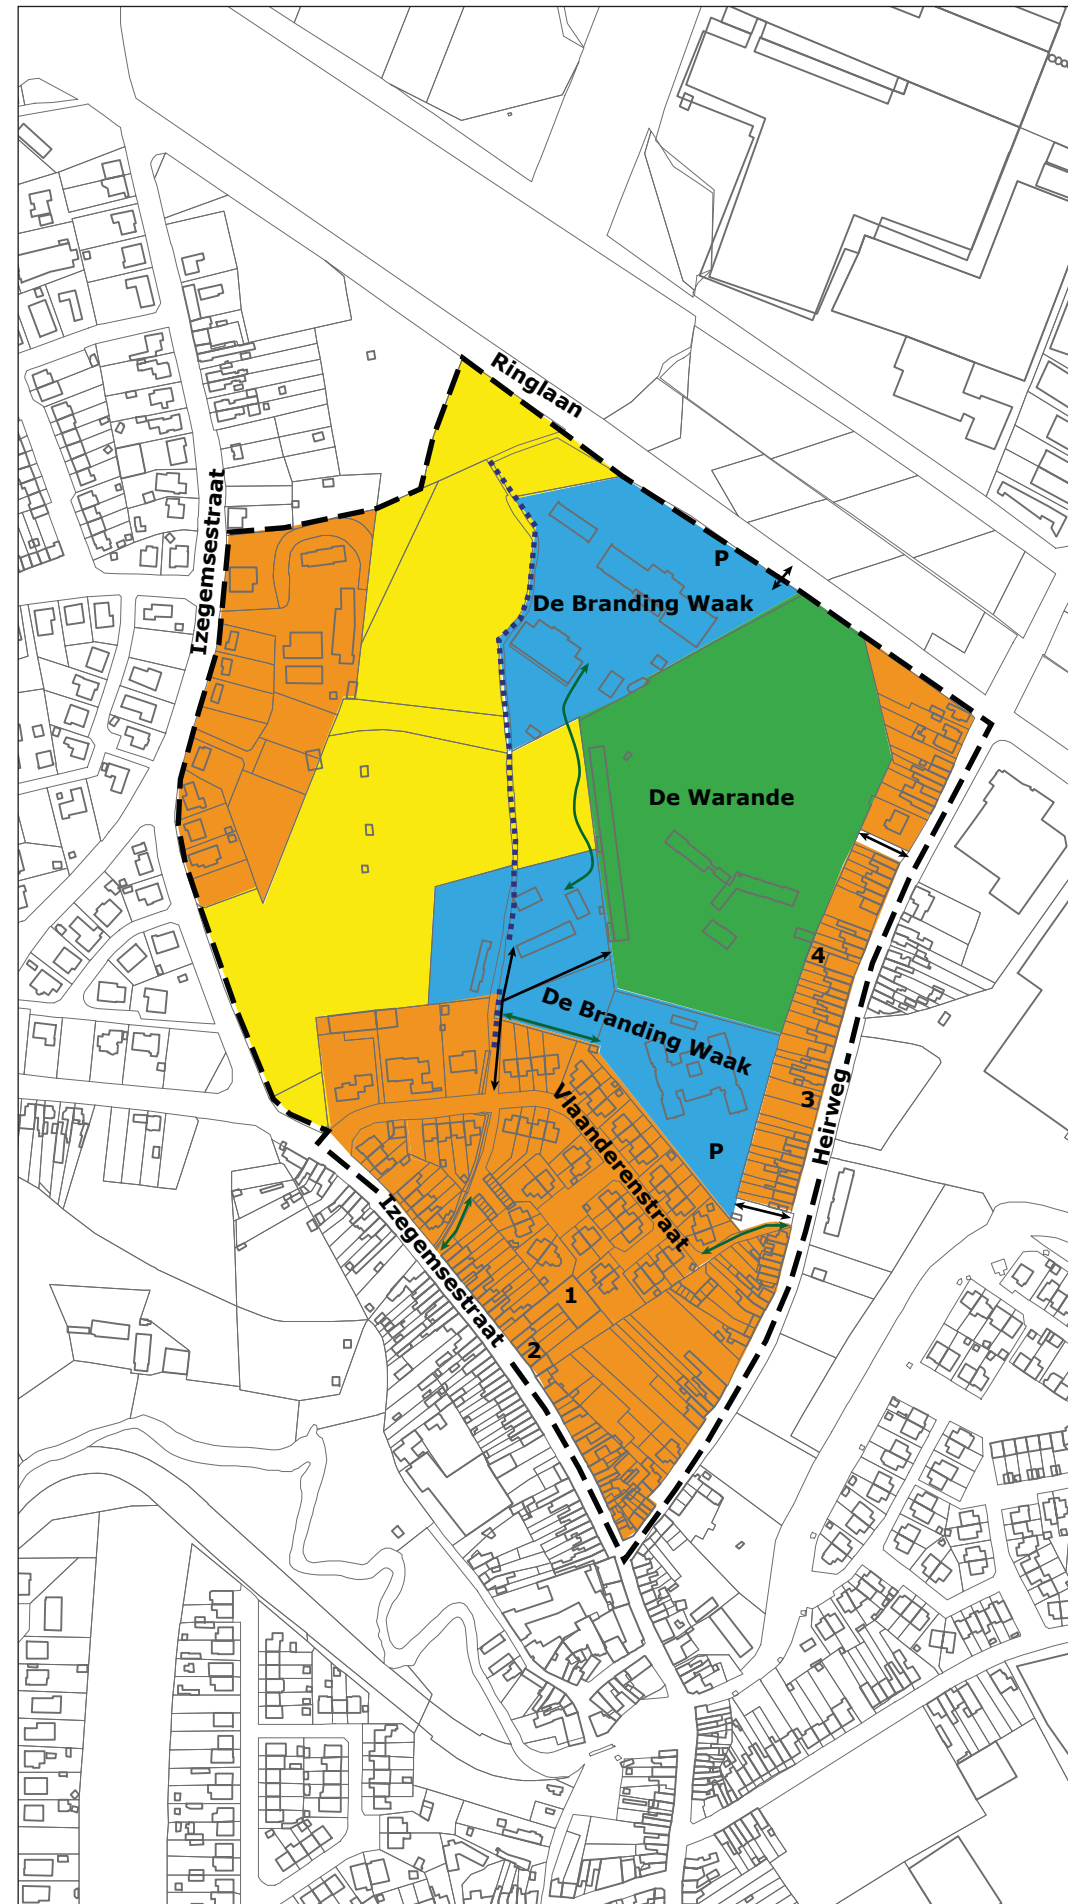 Ringlaan
Izegemsestraat
P
De Branding Waak
De Warande
4
De Branding Waak
3
Heirweg
Vlaanderenstraat
P
Izegemsestraat
1
2